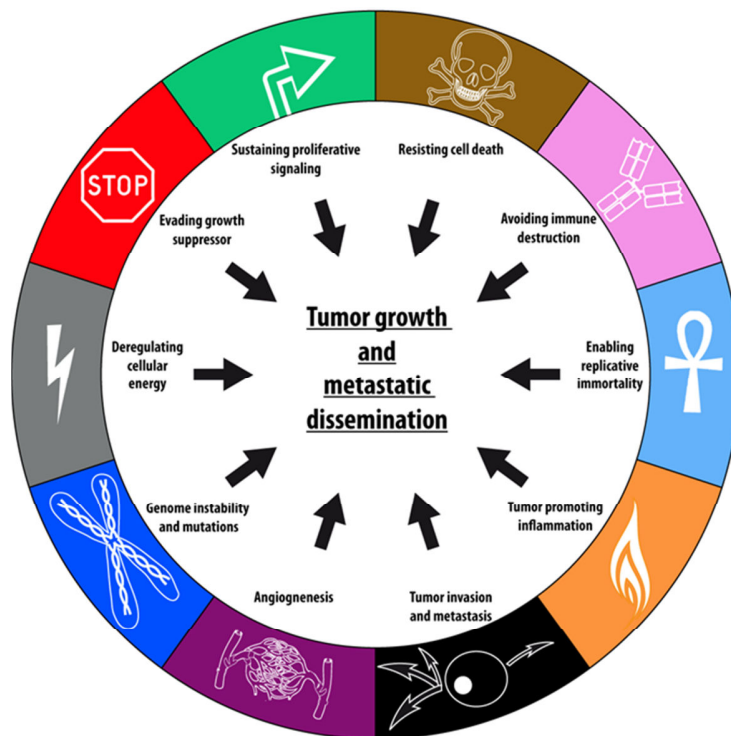 Sustaining proliferative
signaling
Resisting cell death
STOP
Evading growth
suppressor
Avoiding immune
destruction
Tumor growth
and
metastatic
dissemination
Deregulating
cellular
energy
Enabling
replicative
immortality
Genome instability
and mutations
Tumor promoting
inflammation
Angiognenesis
Tumor invasion
and metastasis